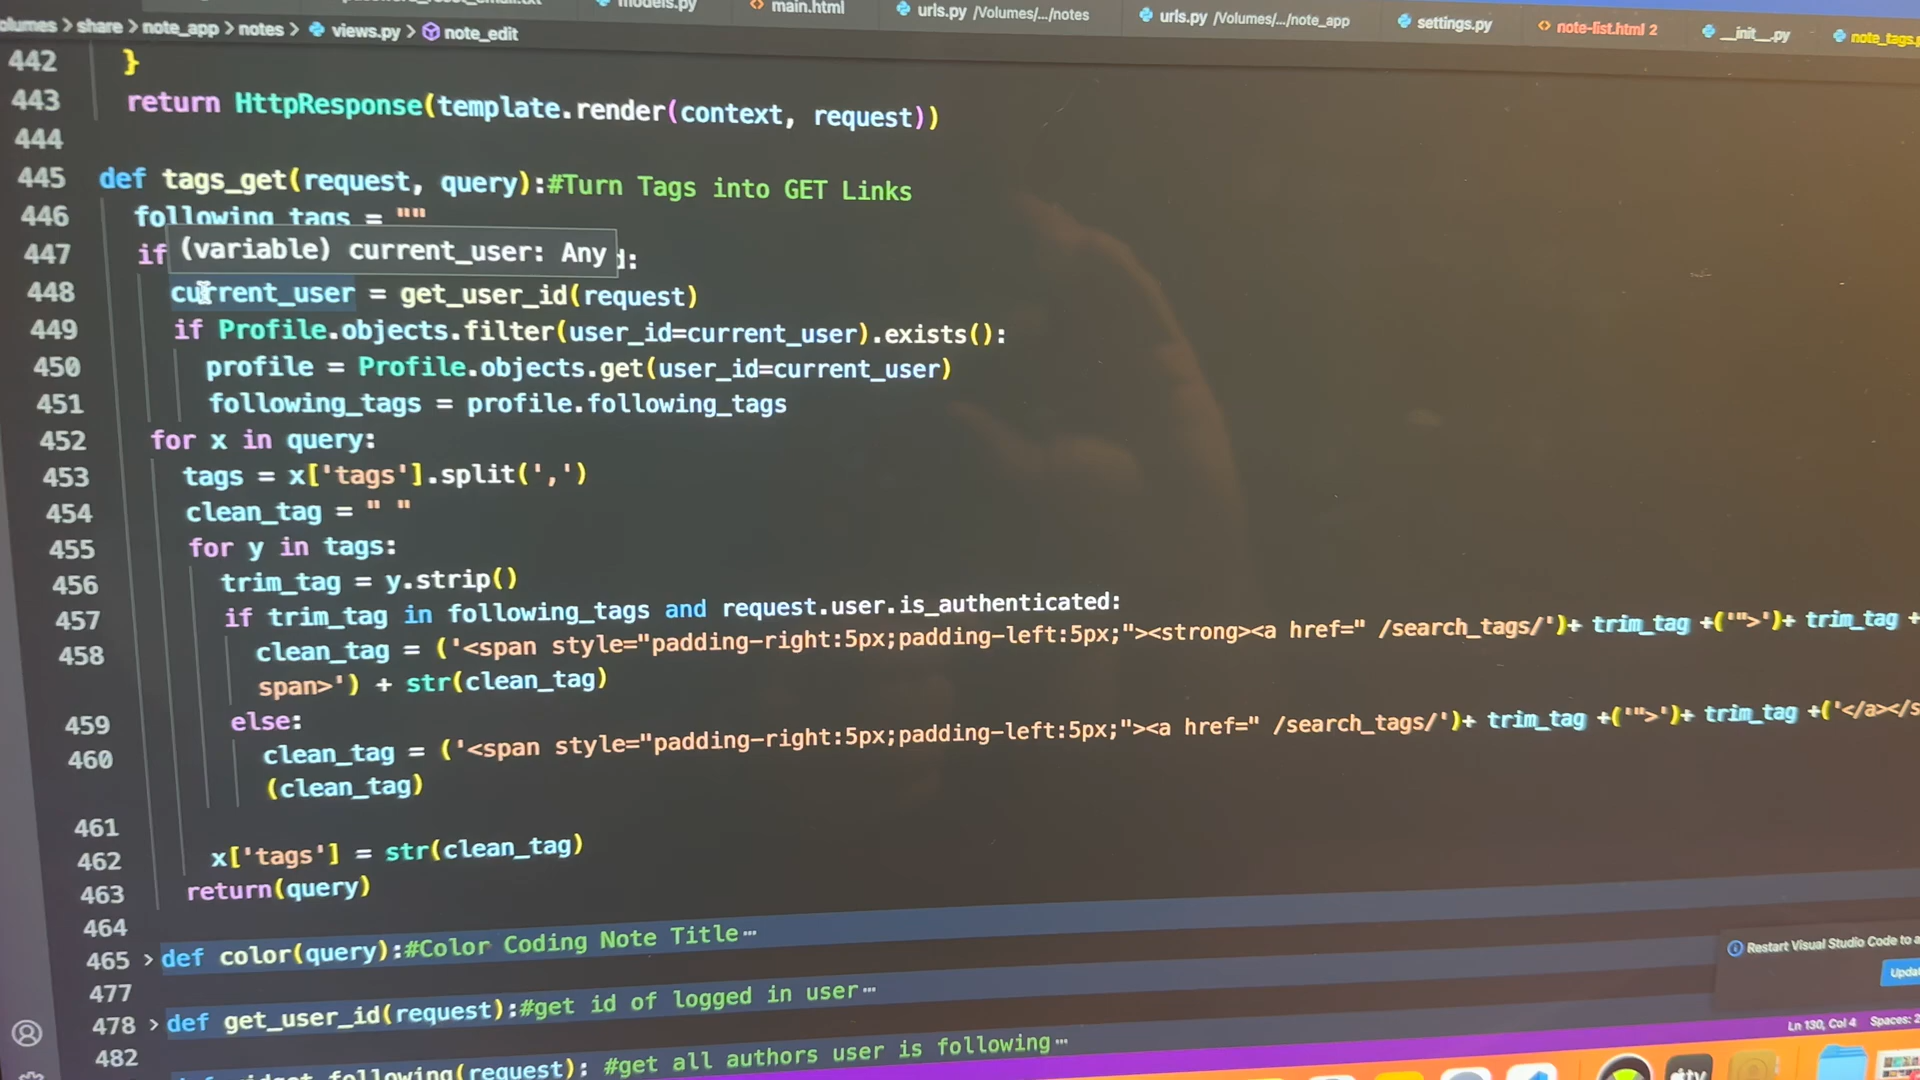 models.py
main.html
urls.py /Volumes/.../notes
urls.py /Volumes/.../note_app
settings.py
note-list.html 2
__init__.py
note_tags.p
olumes > share > note_app > notes > views.py > note_edit
442 }
443 return HttpResponse(template.render(context, request))
444
445 def tags_get(request, query):#Turn Tags into GET Links
446 following_tags = ""
447 if d:
(variable) current_user: Any
448 current_user = get_user_id(request)
449 if Profile.objects.filter(user_id=current_user).exists():
450 profile = Profile.objects.get(user_id=current_user)
451 following_tags = profile.following_tags
452 for x in query:
453 tags = x['tags'].split(',')
454 clean_tag = " "
455 for y in tags:
456 trim_tag = y.strip()
457 if trim_tag in following_tags and request.user.is_authenticated:
458 clean_tag = ('<span style="padding-right:5px;padding-left:5px;"><strong><a href=" /search_tags/')+ trim_tag +('">')+ trim_tag +
span>') + str(clean_tag)
459 else:
460 clean_tag = ('<span style="padding-right:5px;padding-left:5px;"><a href=" /search_tags/')+ trim_tag +('">')+ trim_tag +('</a></s
(clean_tag)
461
462 x['tags'] = str(clean_tag)
463 return(query)
464
465 > def color(query):#Color Coding Note Title...
477
478 > def get_user_id(request):#get id of logged in user...
482
following(request): #get all authors user is following...
Restart Visual Studio Code to a
Updat
Ln 130, Col 4 Spaces: 2
tv